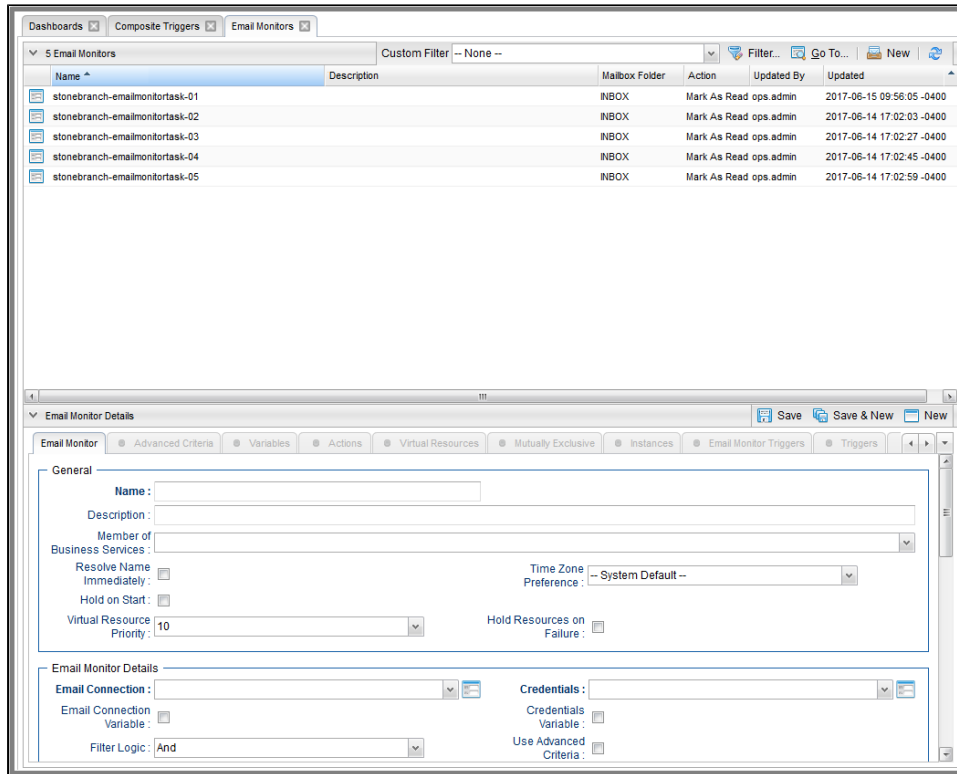 Dashboards Composite Triggers Email Monitors
5 Email Monitors Custom Filter -- None -- Filter... Go To... New
Name Description Mailbox Folder Action Updated By Updated
stonebranch-emailmonitortask-01 INBOX Mark As Read ops.admin 2017-06-15 09:56:05 -0400
stonebranch-emailmonitortask-02 INBOX Mark As Read ops.admin 2017-06-14 17:02:03 -0400
stonebranch-emailmonitortask-03 INBOX Mark As Read ops.admin 2017-06-14 17:02:27 -0400
stonebranch-emailmonitortask-04 INBOX Mark As Read ops.admin 2017-06-14 17:02:45 -0400
stonebranch-emailmonitortask-05 INBOX Mark As Read ops.admin 2017-06-14 17:02:59 -0400
Email Monitor Details Save Save & New New
Email Monitor Advanced Criteria Variables Actions Virtual Resources Mutually Exclusive Instances Email Monitor Triggers Triggers
General
Name :
Description :
Member of
Business Services :
Resolve Name
Immediately :
Time Zone
Preference : -- System Default --
Hold on Start :
Virtual Resource
Priority : 10
Hold Resources on
Failure :
Email Monitor Details
Email Connection : Credentials :
Email Connection
Variable :
Credentials
Variable :
Filter Logic : And
Use Advanced
Criteria :